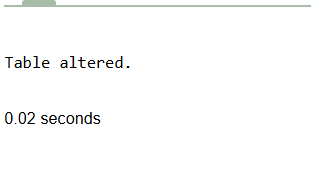 Table altered.
0.02 seconds